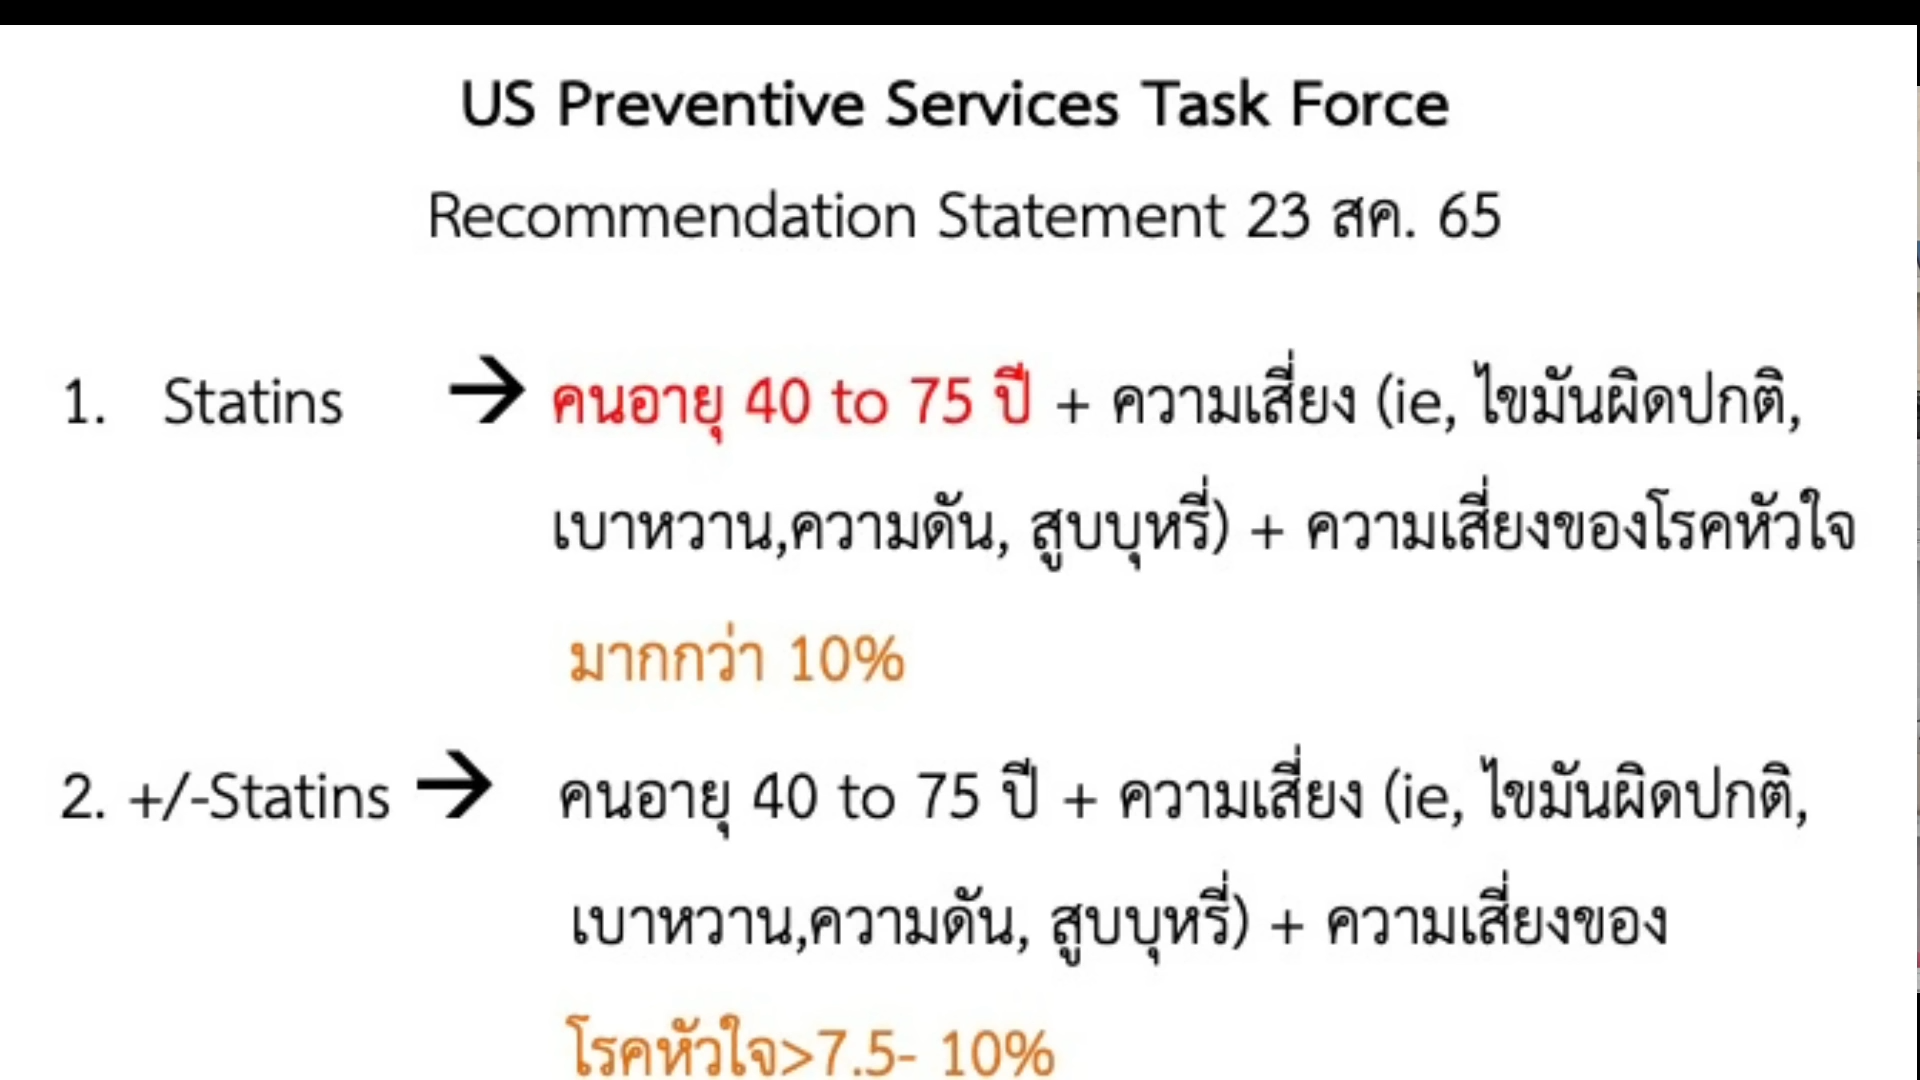 US Preventive Services Task Force
Recommendation Statement 23 สค. 65
1. Statins → คนอายุ 40 to 75 ปี + ความเสี่ยง (ie, ไขมันผิดปกติ,
เบาหวาน,ความดัน, สูบบุหรี่) + ความเสี่ยงของโรคหัวใจ
มากกว่า 10%
2. +/-Statins → คนอายุ 40 to 75 ปี + ความเสี่ยง (ie, ไขมันผิดปกติ,
เบาหวาน,ความดัน, สูบบุหรี่) + ความเสี่ยงของ
โรคหัวใจ>7.5- 10%